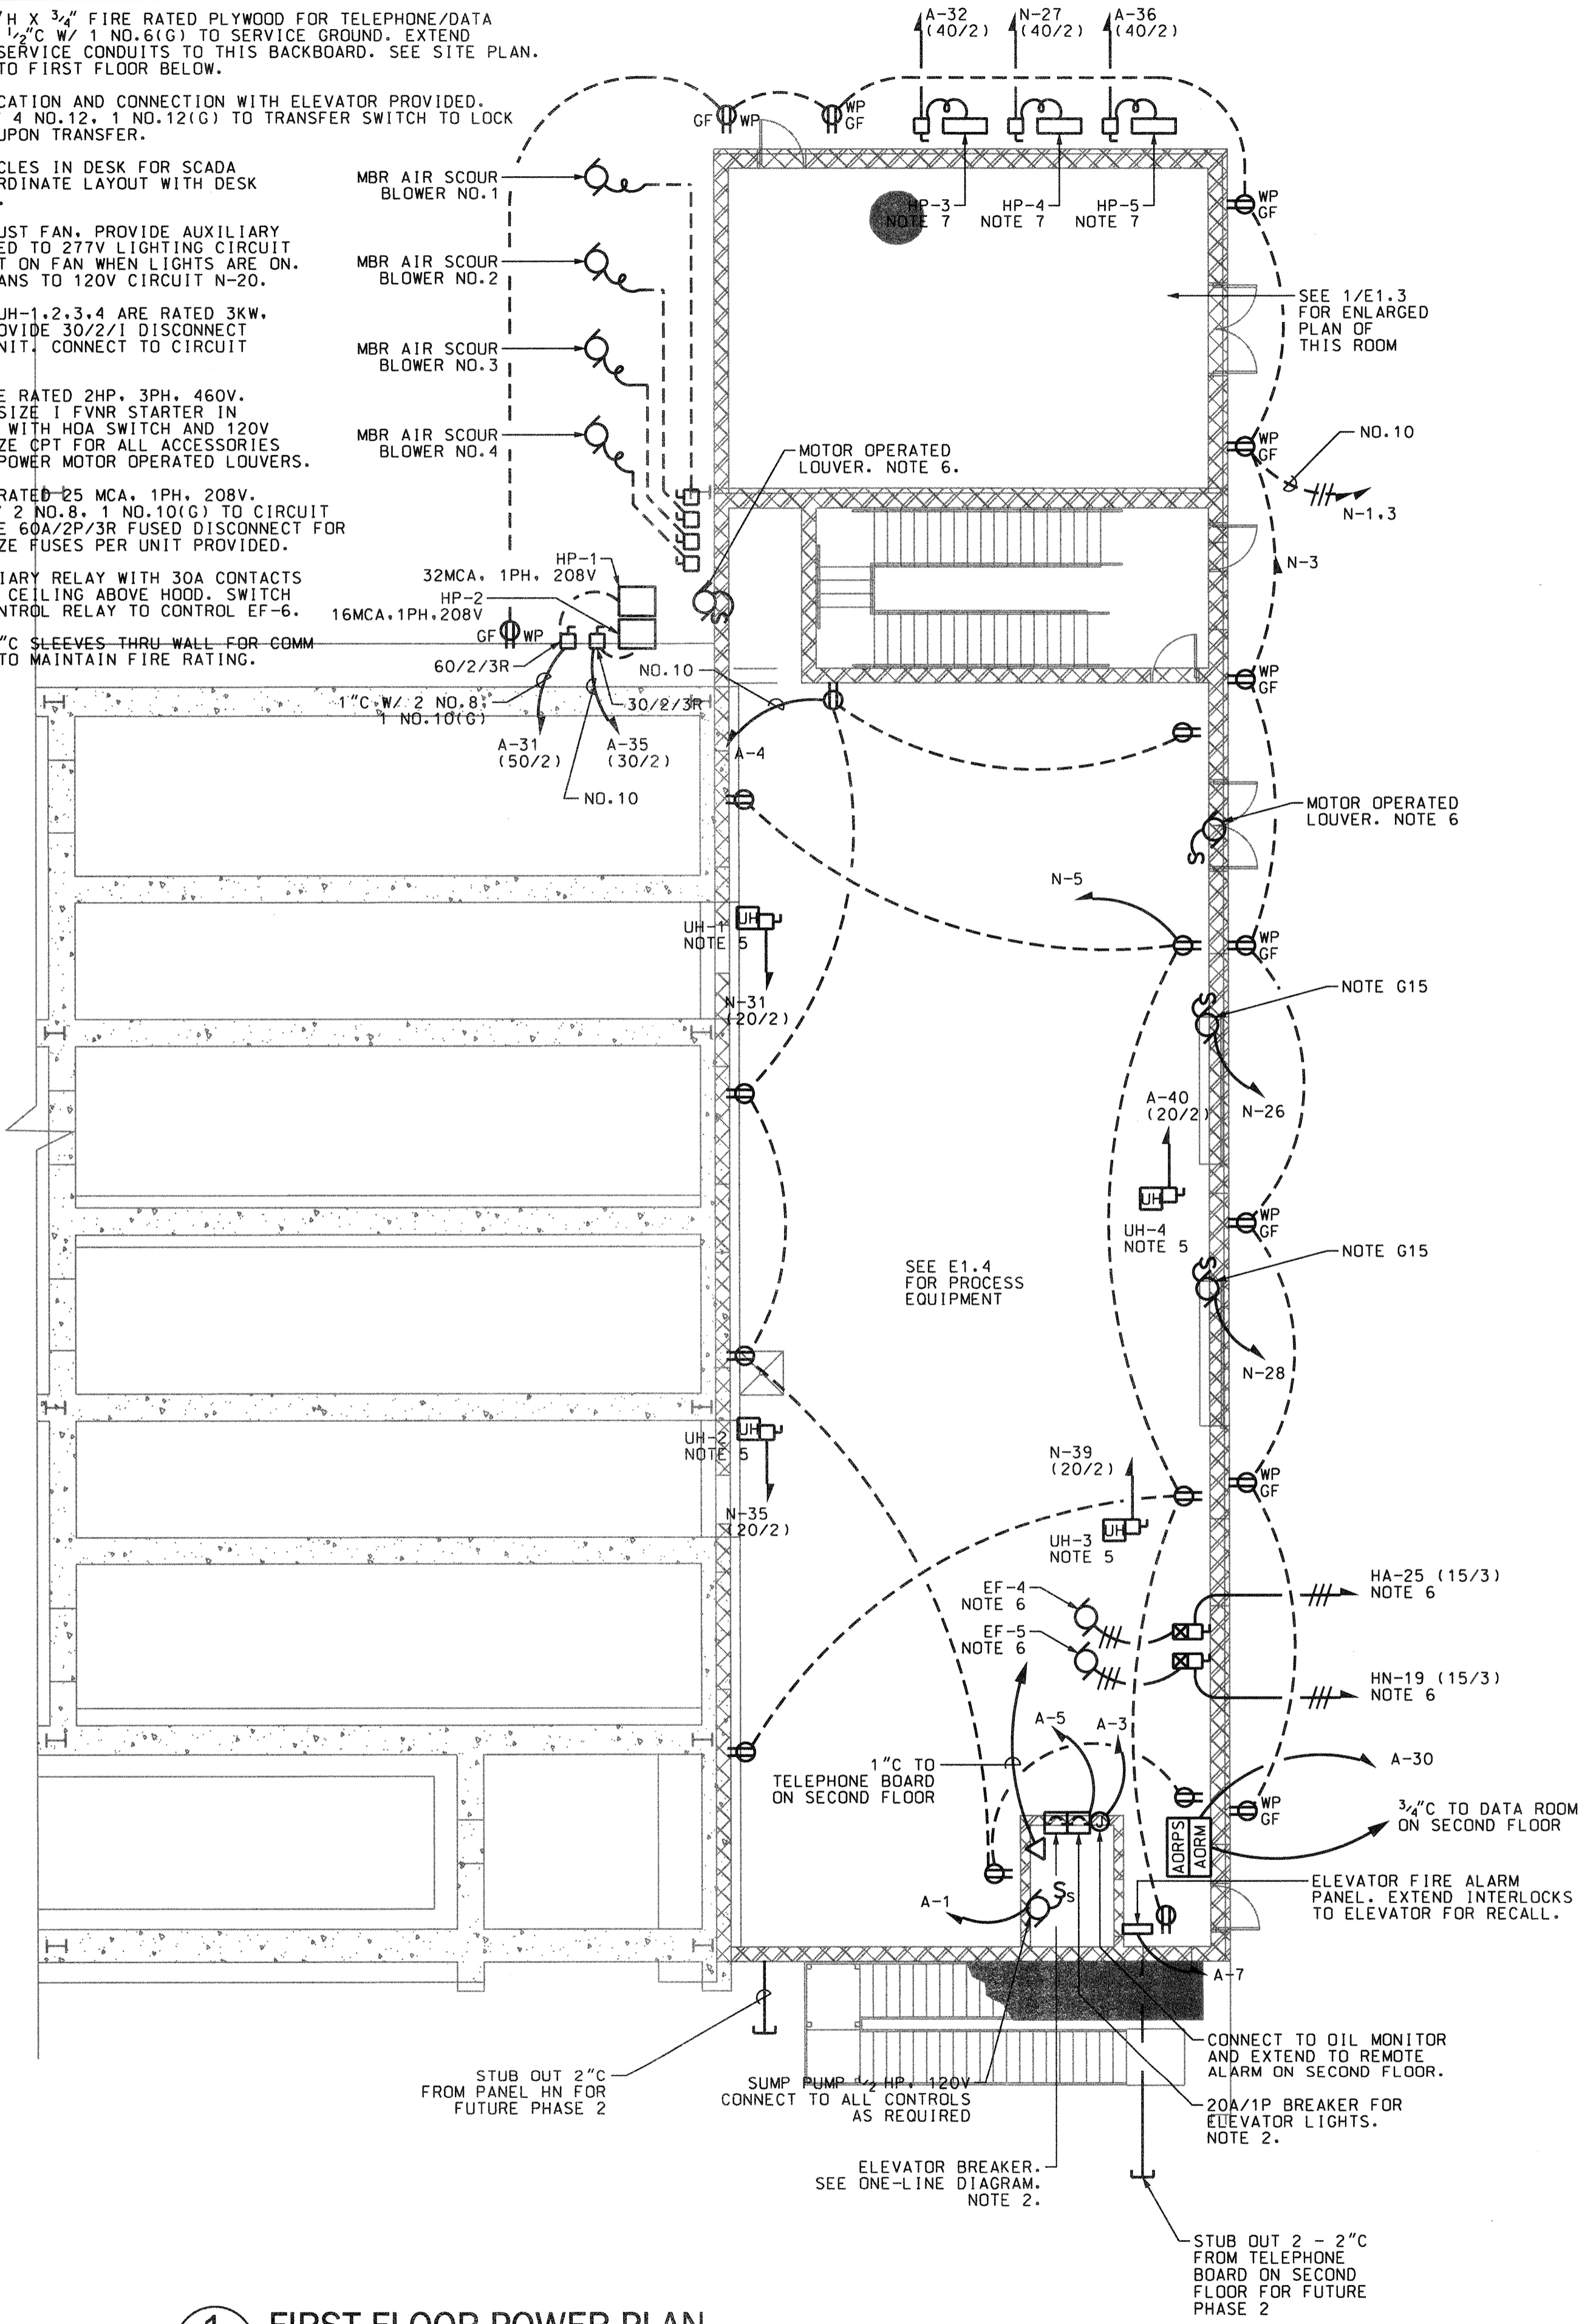 "H X 3/4" FIRE RATED PLYWOOD FOR TELEPHONE/DATA
1/2"C W/ 1 NO.6(G) TO SERVICE GROUND. EXTEND
SERVICE CONDUITS TO THIS BACKBOARD. SEE SITE PLAN.
TO FIRST FLOOR BELOW.
CATION AND CONNECTION WITH ELEVATOR PROVIDED.
4 NO.12, 1 NO.12(G) TO TRANSFER SWITCH TO LOCK
UPON TRANSFER.
CLES IN DESK FOR SCADA
RDINATE LAYOUT WITH DESK
.
UST FAN. PROVIDE AUXILIARY
ED TO 277V LIGHTING CIRCUIT
T ON FAN WHEN LIGHTS ARE ON.
ANS TO 120V CIRCUIT N-20.
UH-1,2,3,4 ARE RATED 3KW,
OVIDE 30/2/I DISCONNECT
NIT. CONNECT TO CIRCUIT
E RATED 2HP, 3PH, 460V.
SIZE I FVNR STARTER IN
WITH HOA SWITCH AND 120V
ZE CPT FOR ALL ACCESSORIES
POWER MOTOR OPERATED LOUVERS.
RATED 25 MCA, 1PH, 208V.
2 NO.8, 1 NO.10(G) TO CIRCUIT
E 60A/2P/3R FUSED DISCONNECT FOR
ZE FUSES PER UNIT PROVIDED.
IARY RELAY WITH 30A CONTACTS
CEILING ABOVE HOOD. SWITCH
NTROL RELAY TO CONTROL EF-6.
"C SLEEVES THRU WALL FOR COMM
TO MAINTAIN FIRE RATING.
A-32
(40/2)
N-27
(40/2)
A-36
(40/2)
GF WP
WP
GF
MBR AIR SCOUR
BLOWER NO.1
MBR AIR SCOUR
BLOWER NO.2
MBR AIR SCOUR
BLOWER NO.3
MBR AIR SCOUR
BLOWER NO.4
HP-3
NOTE 7
HP-4
NOTE 7
HP-5
NOTE 7
WP
GF
SEE 1/E1.3
FOR ENLARGED
PLAN OF
THIS ROOM
WP
GF
NO.10
N-1,3
MOTOR OPERATED
LOUVER. NOTE 6.
N-3
HP-1
32MCA, 1PH, 208V
HP-2
16MCA,1PH,208V
S
GF WP
60/2/3R
1"C W/ 2 NO.8,
1 NO.10(G)
30/2/3R
NO.10
A-31
(50/2)
A-35
(30/2)
NO.10
A-4
WP
GF
MOTOR OPERATED
LOUVER. NOTE 6
S
N-5
WP
GF
UH
UH-1
NOTE 5
N-31
(20/2)
NOTE G15
S
N-26
A-40
(20/2)
UH
UH-4
NOTE 5
WP
GF
SEE E1.4
FOR PROCESS
EQUIPMENT
NOTE G15
S
N-28
UH
UH-2
NOTE 5
N-35
(20/2)
N-39
(20/2)
UH
UH-3
NOTE 5
WP
GF
EF-4
NOTE 6
EF-5
NOTE 6
HA-25 (15/3)
NOTE 6
HN-19 (15/3)
NOTE 6
A-5
A-3
1"C TO
TELEPHONE BOARD
ON SECOND FLOOR
A-30
WP
GF
3/4"C TO DATA ROOM
ON SECOND FLOOR
AORPS
AORM
J
A-1
Ss
ELEVATOR FIRE ALARM
PANEL. EXTEND INTERLOCKS
TO ELEVATOR FOR RECALL.
A-7
STUB OUT 2"C
FROM PANEL HN FOR
FUTURE PHASE 2
SUMP PUMP 1/2 HP, 120V
CONNECT TO ALL CONTROLS
AS REQUIRED
CONNECT TO OIL MONITOR
AND EXTEND TO REMOTE
ALARM ON SECOND FLOOR.
20A/1P BREAKER FOR
ELEVATOR LIGHTS.
NOTE 2.
ELEVATOR BREAKER.
SEE ONE-LINE DIAGRAM.
NOTE 2.
STUB OUT 2 - 2"C
FROM TELEPHONE
BOARD ON SECOND
FLOOR FOR FUTURE
PHASE 2
1 FIRST FLOOR POWER PLAN